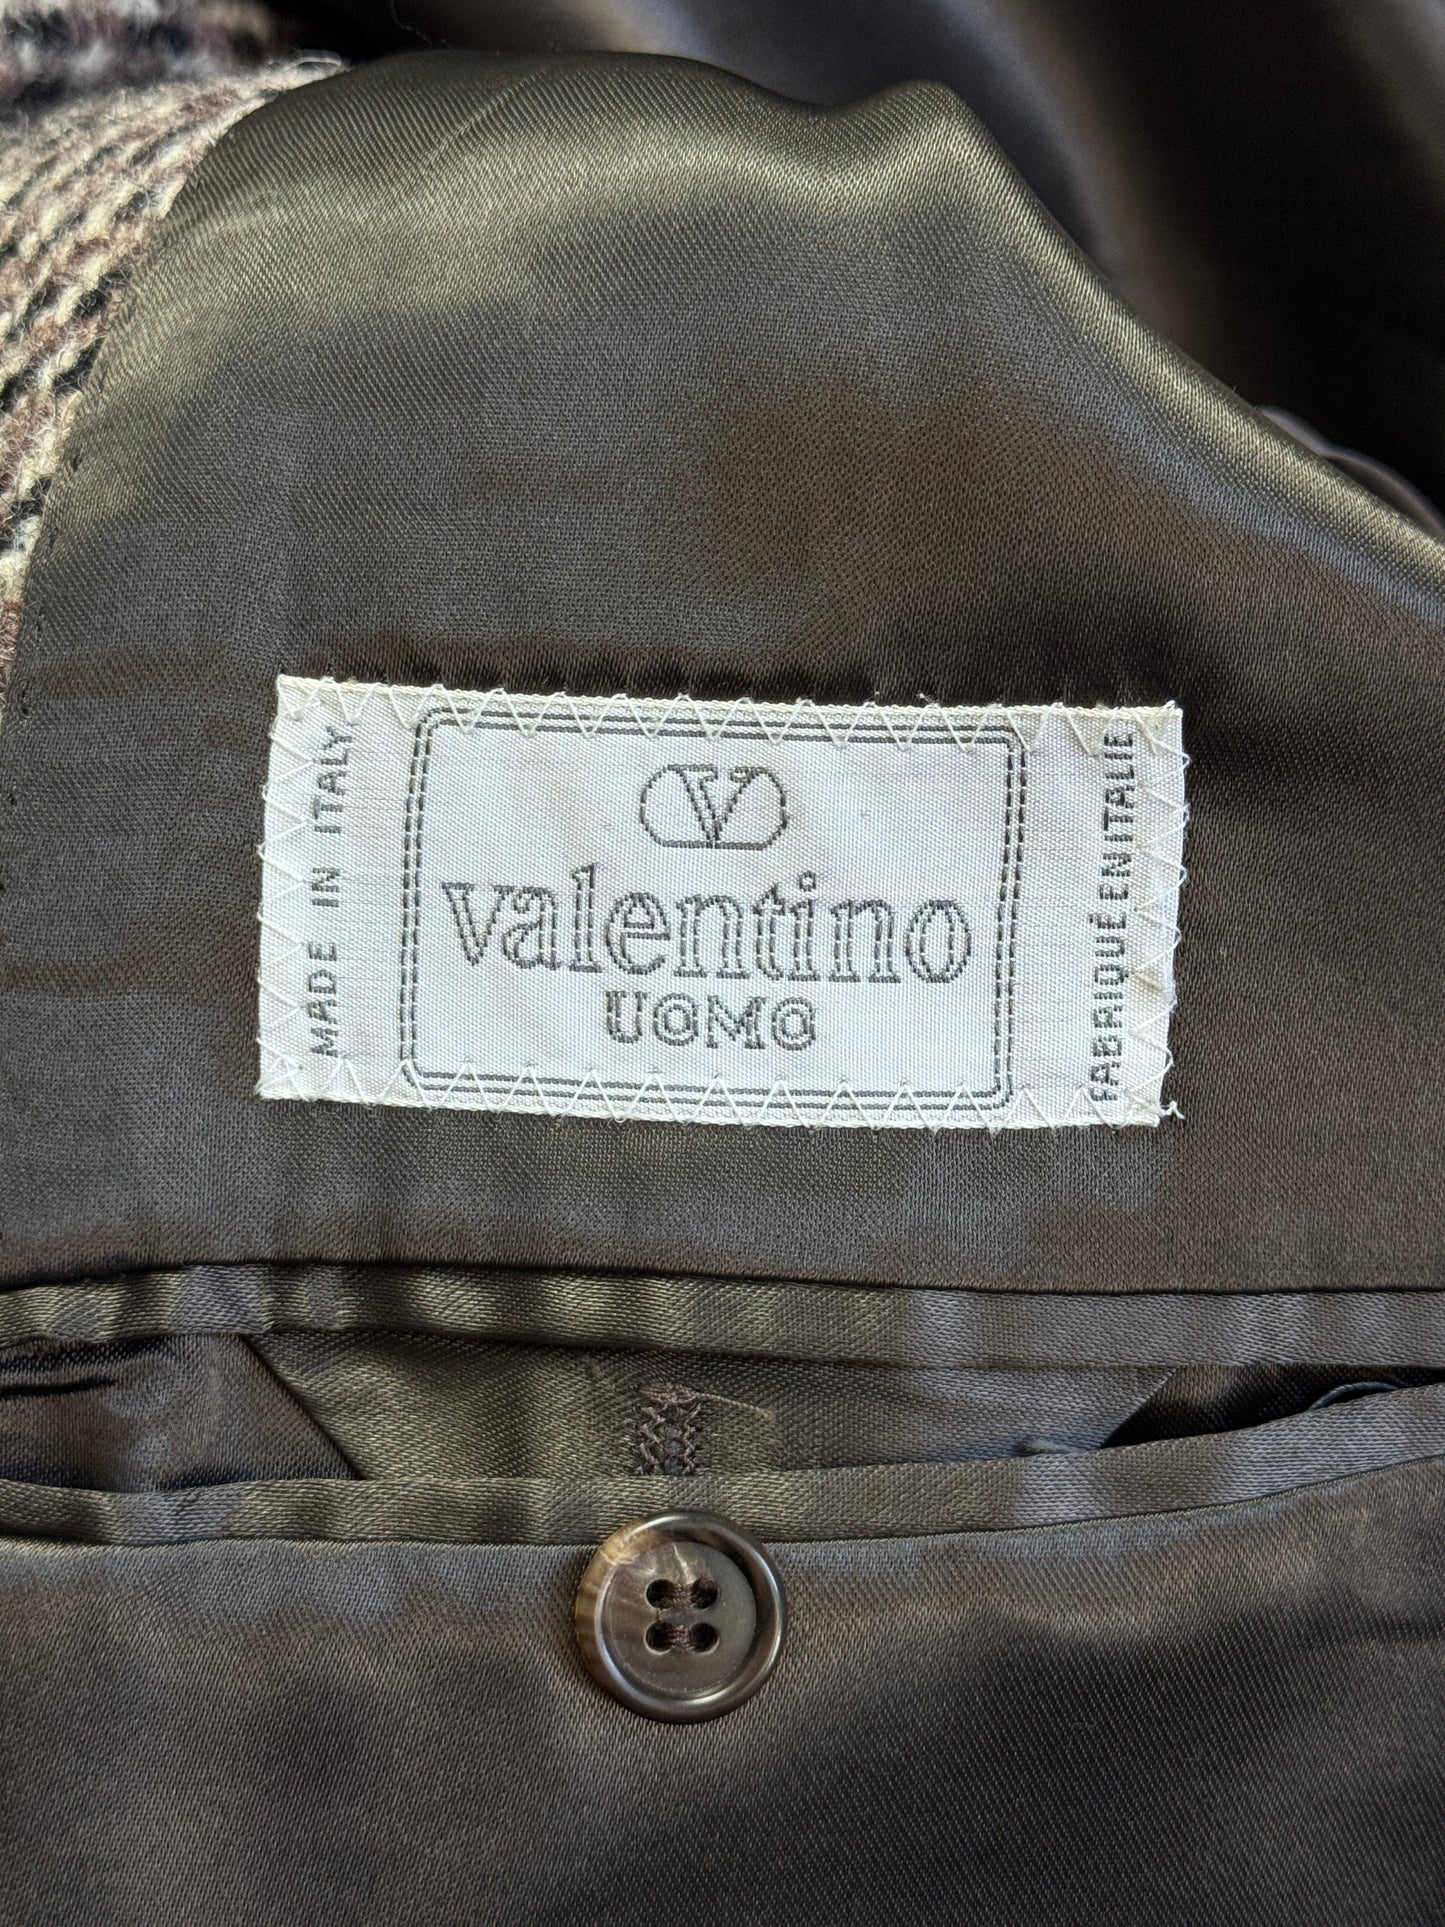 MADE IN ITALY
V
valentino
UOMO
FABRIQUÉ EN ITALIE